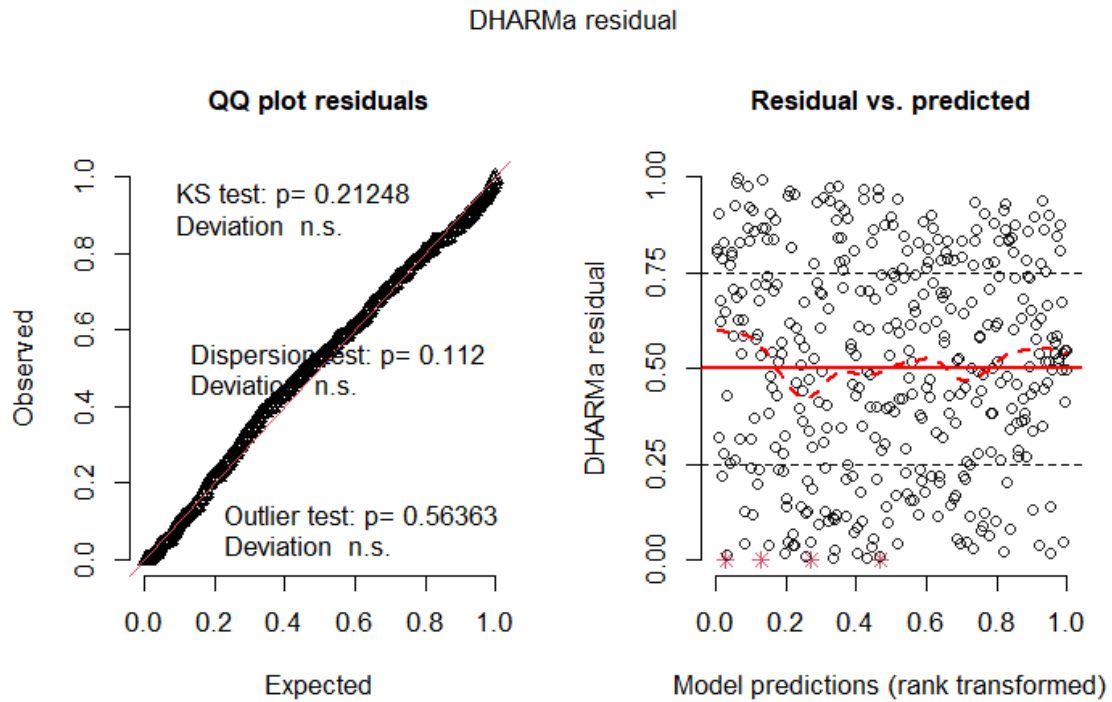 DHARMa residual
QQ plot residuals
Observed
1.0
0.8
0.6
0.4
0.2
0.0
KS test: p= 0.21248
Deviation n.s.
Dispersion test: p= 0.112
Deviation n.s.
Outlier test: p= 0.56363
Deviation n.s.
0.0 0.2 0.4 0.6 0.8 1.0
Expected
Residual vs. predicted
DHARMa residual
1.00
0.75
0.50
0.25
0.00
0.0 0.2 0.4 0.6 0.8 1.0
Model predictions (rank transformed)